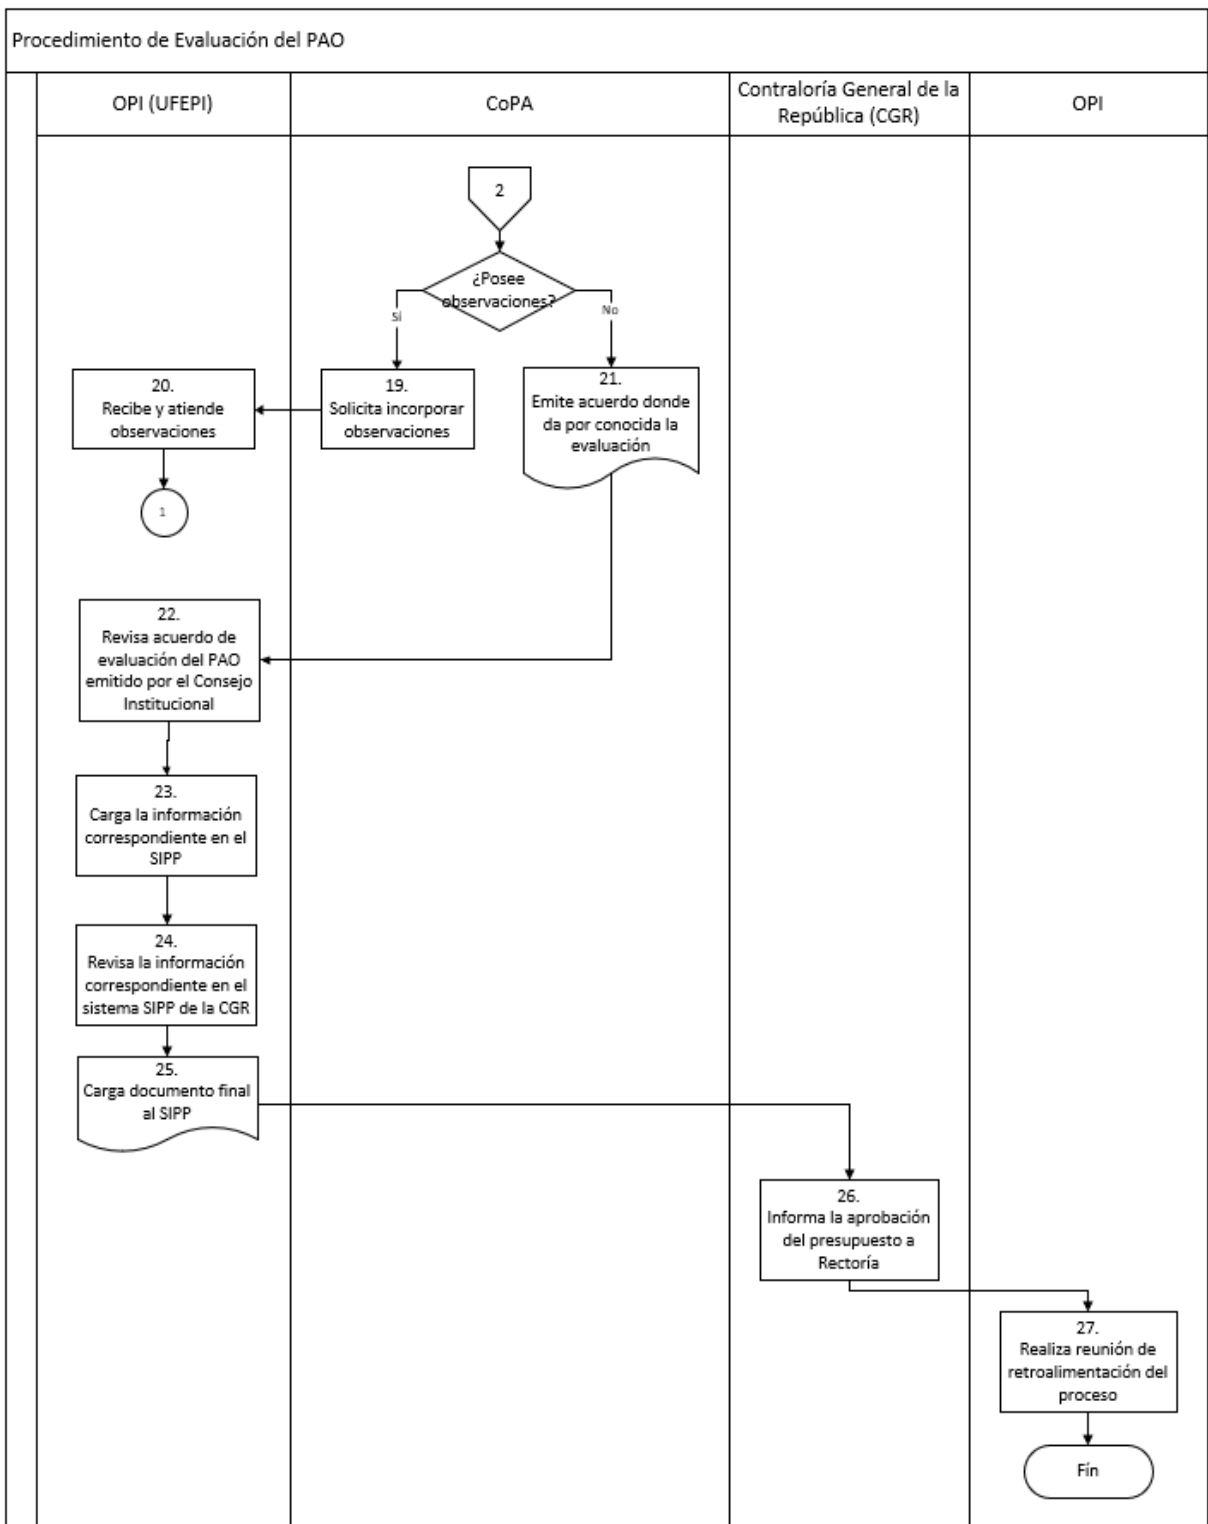 Procedimiento de Evaluación del PAO
OPI (UFEPI)
CoPA
Contraloría General de la
República (CGR)
OPI
2
¿Posee
observaciones?
Sí
No
20.
Recibe y atiende
observaciones
19.
Solicita incorporar
observaciones
21.
Emite acuerdo donde
da por conocida la
evaluación
1
22.
Revisa acuerdo de
evaluación del PAO
emitido por el Consejo
Institucional
23.
Carga la información
correspondiente en el
SIPP
24.
Revisa la información
correspondiente en el
sistema SIPP de la CGR
25.
Carga documento final
al SIPP
26.
Informa la aprobación
del presupuesto a
Rectoría
27.
Realiza reunión de
retroalimentación del
proceso
Fín